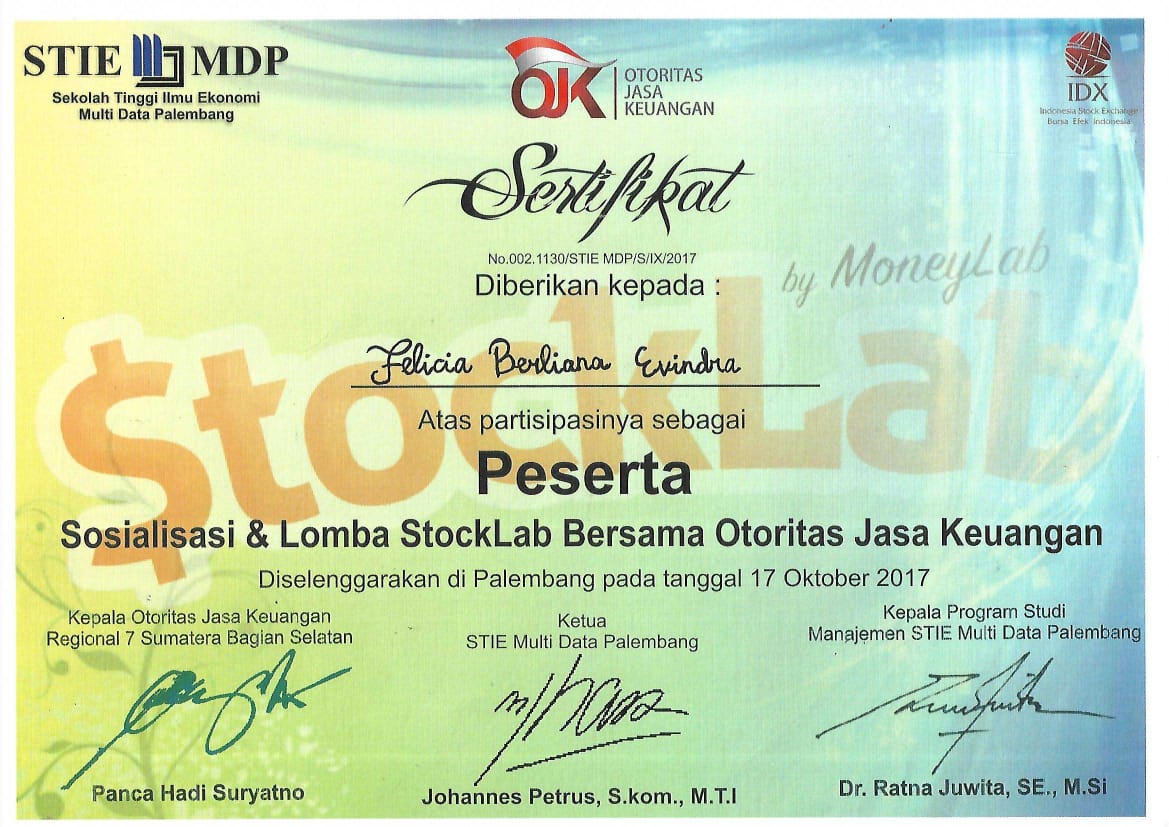 STIE MDP
Sekolah Tinggi Ilmu Ekonomi
Multi Data Palembang
OJK
OTORITAS
JASA
KEUANGAN
IDX
Indonesia Stock Exchange
Bursa Efek Indonesia
Sertifikat
No.002.1130/STIE MDP/S/IX/2017
Diberikan kepada :
by MoneyLab
$tockLab
Felicia Berliana Evindra
Atas partisipasinya sebagai
Peserta
Sosialisasi & Lomba StockLab Bersama Otoritas Jasa Keuangan
Diselenggarakan di Palembang pada tanggal 17 Oktober 2017
Kepala Otoritas Jasa Keuangan
Regional 7 Sumatera Bagian Selatan
Panca Hadi Suryatno
Ketua
STIE Multi Data Palembang
Johannes Petrus, S.kom., M.T.I
Kepala Program Studi
Manajemen STIE Multi Data Palembang
Dr. Ratna Juwita, SE., M.Si